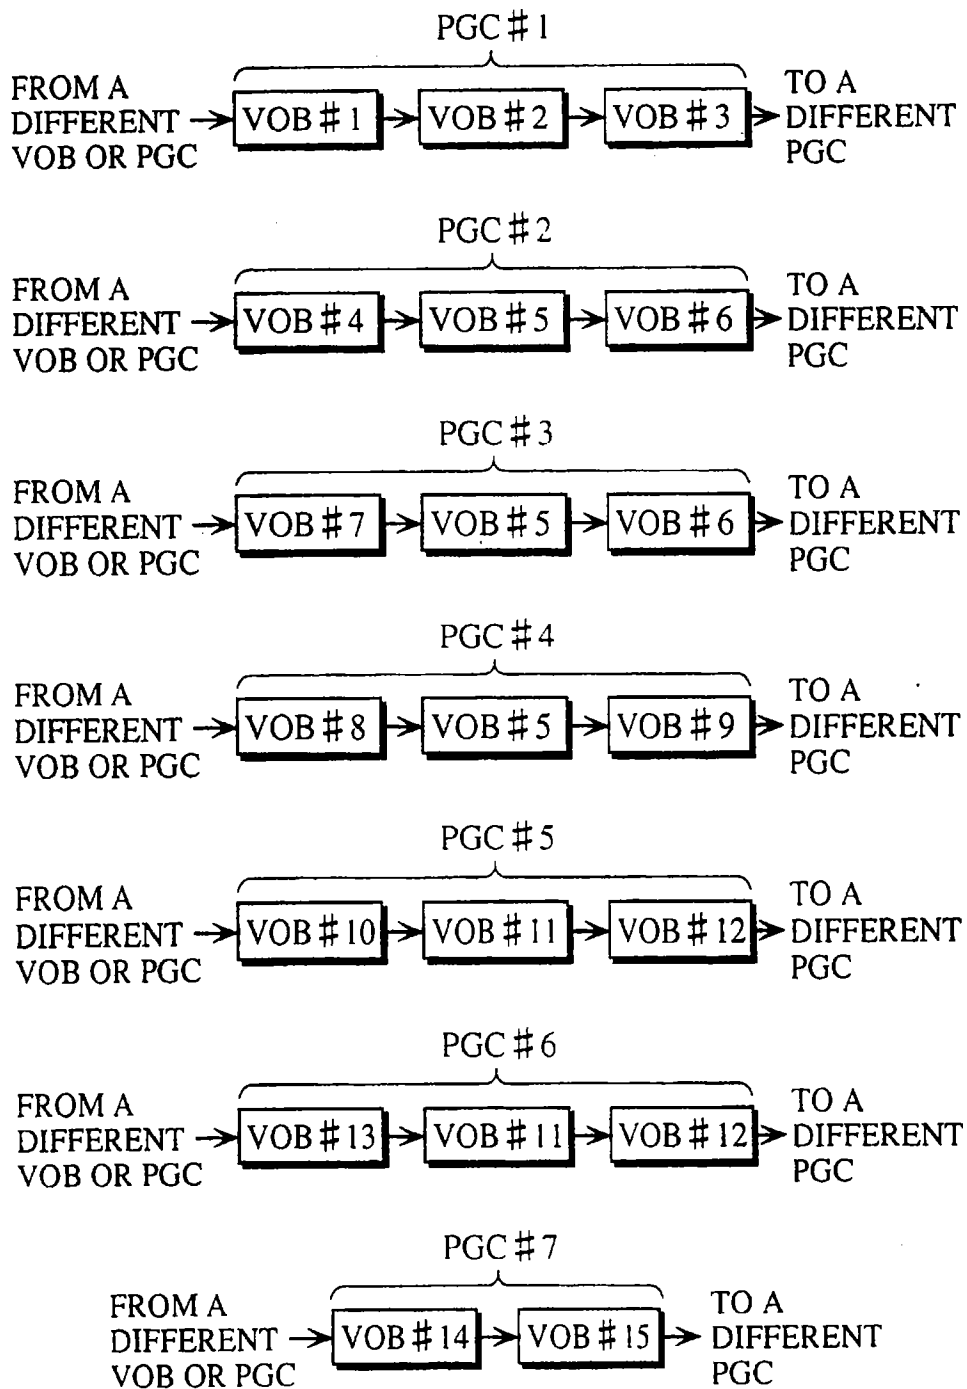 PGC#1
FROM A
DIFFERENT
VOB OR PGC
VOB#1
VOB#2
VOB#3
TO A
DIFFERENT
PGC
PGC#2
FROM A
DIFFERENT
VOB OR PGC
VOB#4
VOB#5
VOB#6
TO A
DIFFERENT
PGC
PGC#3
FROM A
DIFFERENT
VOB OR PGC
VOB#7
VOB#5
VOB#6
TO A
DIFFERENT
PGC
PGC#4
FROM A
DIFFERENT
VOB OR PGC
VOB#8
VOB#5
VOB#9
TO A
DIFFERENT
PGC
PGC#5
FROM A
DIFFERENT
VOB OR PGC
VOB#10
VOB#11
VOB#12
TO A
DIFFERENT
PGC
PGC#6
FROM A
DIFFERENT
VOB OR PGC
VOB#13
VOB#11
VOB#12
TO A
DIFFERENT
PGC
PGC#7
FROM A
DIFFERENT
VOB OR PGC
VOB#14
VOB#15
TO A
DIFFERENT
PGC